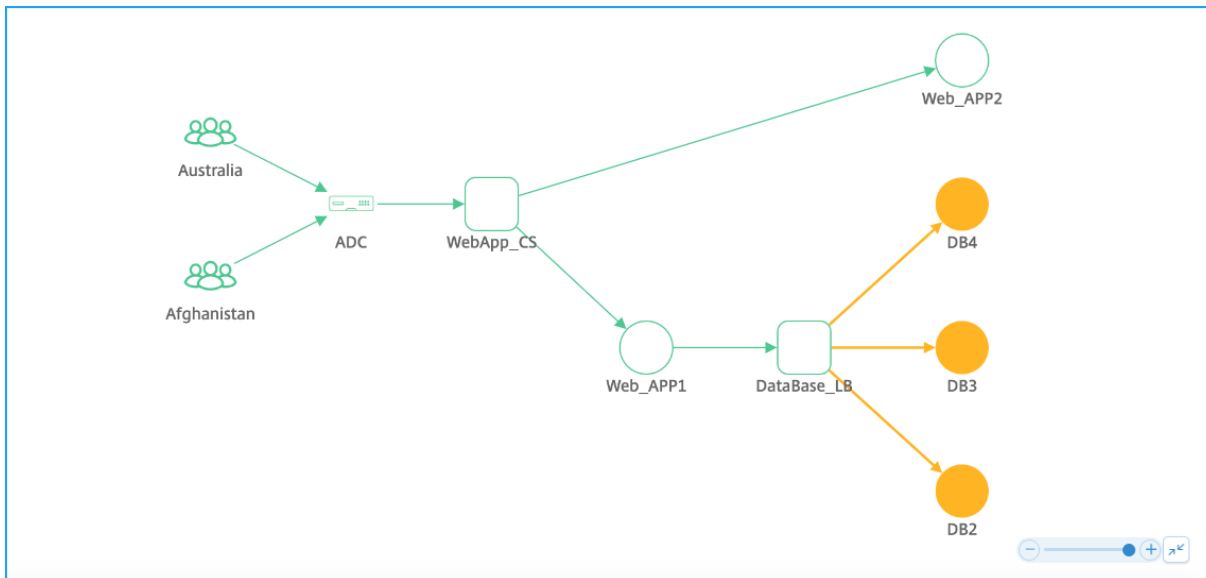 Web_APP2
Australia
ADC
WebApp_CS
DB4
Afghanistan
Web_APP1
DataBase_LB
DB3
DB2